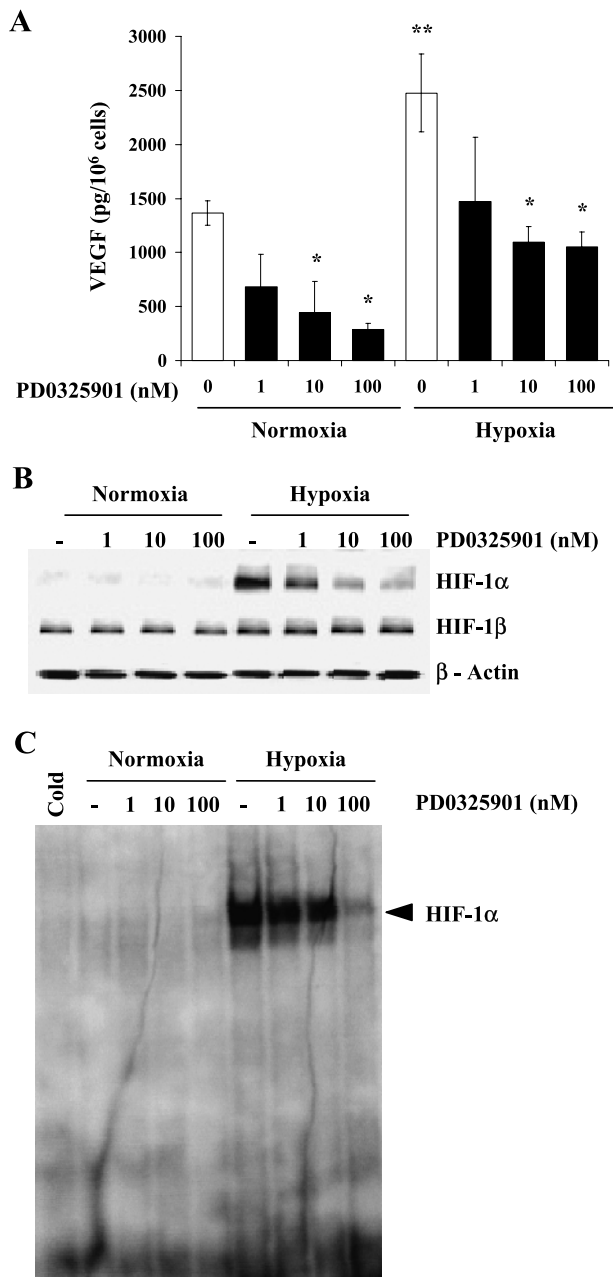 A
VEGF (pg/10⁶ cells)
3000
2500
2000
1500
1000
500
0
**
*
*
*
*
PD0325901 (nM)
0 1 10 100 0 1 10 100
Normoxia Hypoxia
B
Normoxia Hypoxia
- 1 10 100 - 1 10 100 PD0325901 (nM)
HIF-1α
HIF-1β
β - Actin
C
Normoxia Hypoxia
Cold - 1 10 100 - 1 10 100 PD0325901 (nM)
HIF-1α